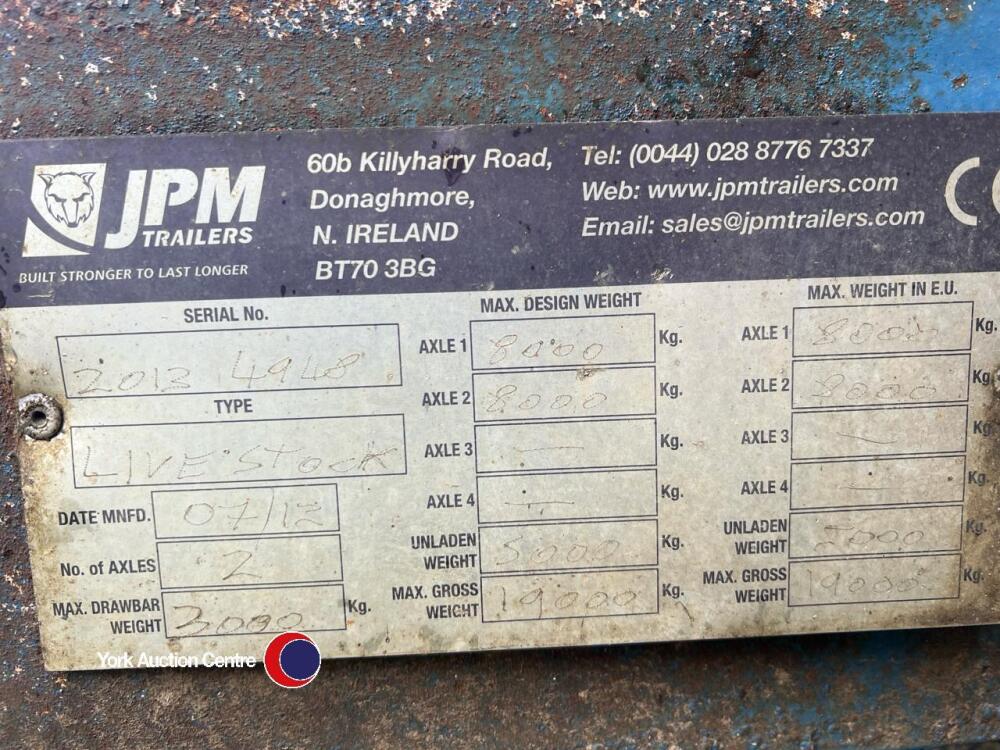 JPM
TRAILERS
BUILT STRONGER TO LAST LONGER
60b Killyharry Road,
Donaghmore,
N. IRELAND
BT70 3BG
Tel: (0044) 028 8776 7337
Web: www.jpmtrailers.com
Email: sales@jpmtrailers.com
CE
SERIAL No.
2013 4948
TYPE
LIVESTOCK
DATE MNFD. 07/13
No. of AXLES 2
MAX. DRAWBAR
WEIGHT 3000 Kg.
MAX. DESIGN WEIGHT
AXLE 1 8000 Kg.
AXLE 2 8000 Kg.
AXLE 3 — Kg.
AXLE 4 — Kg.
UNLADEN
WEIGHT 5000 Kg.
MAX. GROSS
WEIGHT 19,000 Kg.
MAX. WEIGHT IN E.U.
AXLE 1 8000 Kg.
AXLE 2 8000 Kg.
AXLE 3 — Kg.
AXLE 4 — Kg.
UNLADEN
WEIGHT 5000 Kg.
MAX. GROSS
WEIGHT 19000 Kg.
York Auction Centre